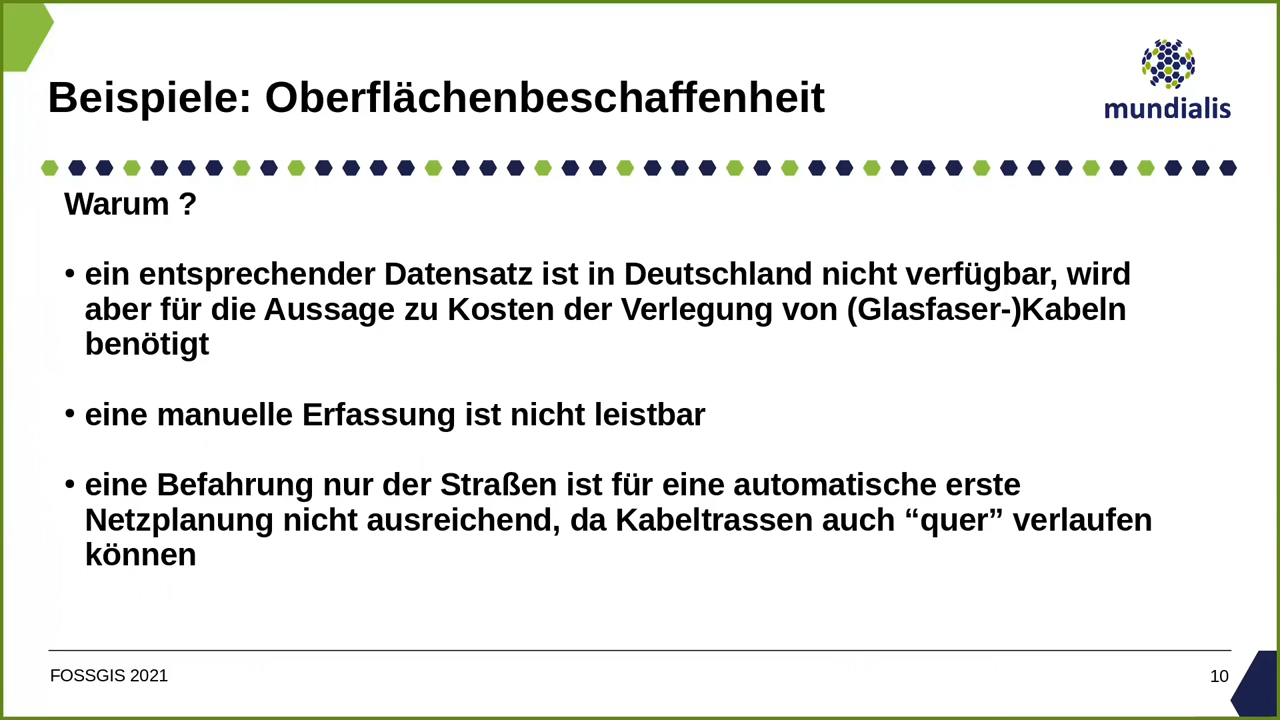 Beispiele: Oberflächenbeschaffenheit
mundialis
Warum ?
• ein entsprechender Datensatz ist in Deutschland nicht verfügbar, wird
aber für die Aussage zu Kosten der Verlegung von (Glasfaser-)Kabeln
benötigt
• eine manuelle Erfassung ist nicht leistbar
• eine Befahrung nur der Straßen ist für eine automatische erste
Netzplanung nicht ausreichend, da Kabeltrassen auch “quer” verlaufen
können
FOSSGIS 2021
10